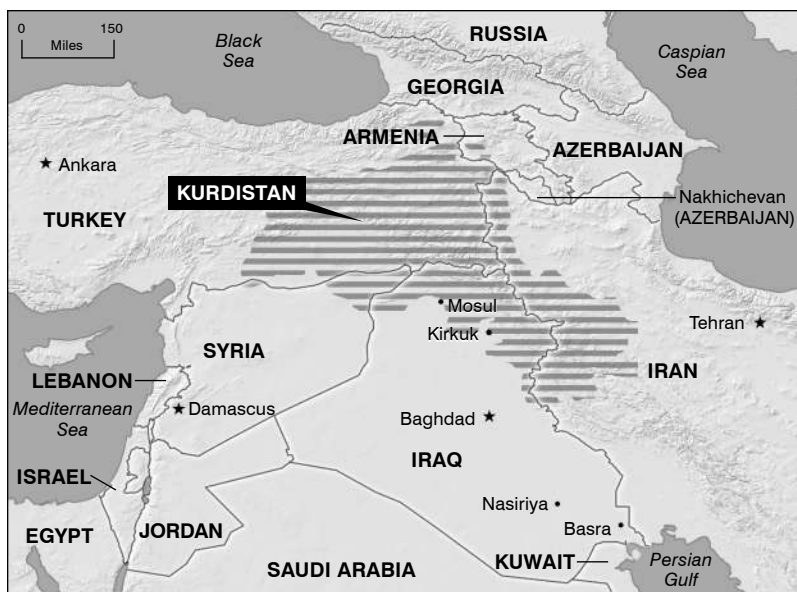 RUSSIA
0 150
Miles
Black
Sea
Caspian
Sea
GEORGIA
ARMENIA
AZERBAIJAN
Ankara
KURDISTAN
Nakhichevan
(AZERBAIJAN)
TURKEY
Mosul
Tehran
Kirkuk
SYRIA
IRAN
LEBANON
Mediterranean
Sea
Damascus
Baghdad
IRAQ
ISRAEL
Nasiriya
Basra
EGYPT
JORDAN
KUWAIT
Persian
Gulf
SAUDI ARABIA